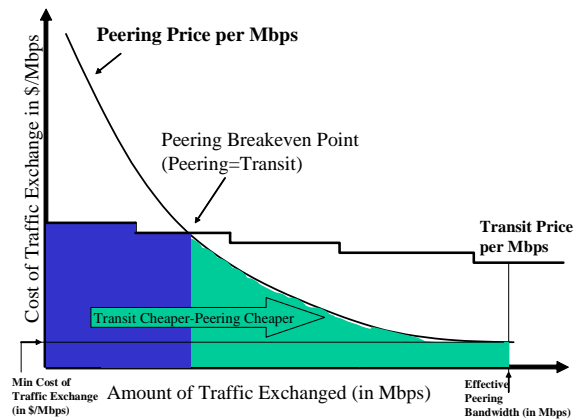 Peering Price per Mbps
Cost of Traffic Exchange in $/Mbps
Peering Breakeven Point
(Peering=Transit)
Transit Price
per Mbps
Transit Cheaper-Peering Cheaper
Min Cost of
Traffic Exchange
(in $/Mbps)
Amount of Traffic Exchanged (in Mbps)
Effective
Peering
Bandwidth (in Mbps)